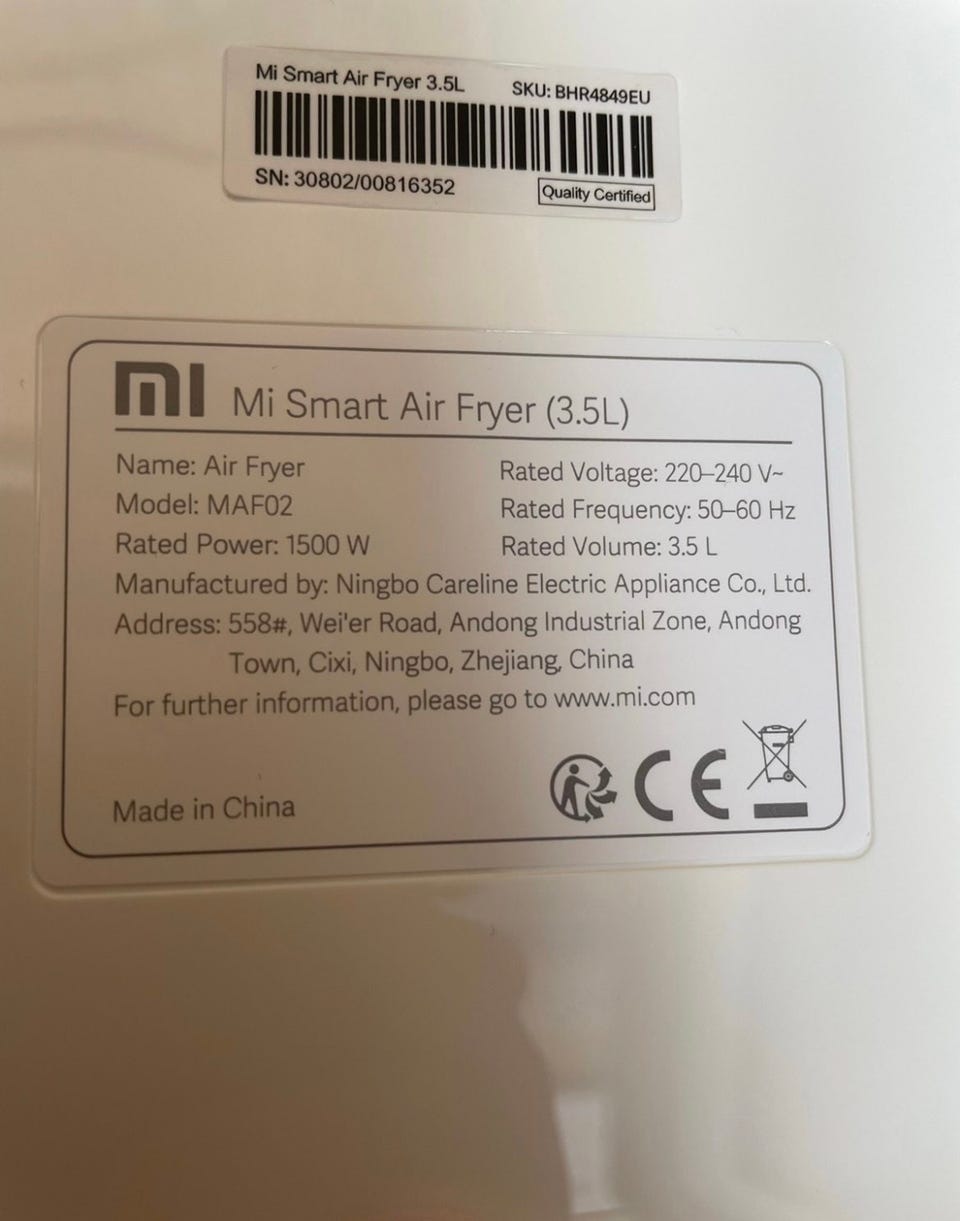 Mi Smart Air Fryer 3.5L SKU: BHR4849EU
SN: 30802/00816352 Quality Certified
MI Mi Smart Air Fryer (3.5L)
Name: Air Fryer Rated Voltage: 220–240 V~
Model: MAF02 Rated Frequency: 50–60 Hz
Rated Power: 1500 W Rated Volume: 3.5 L
Manufactured by: Ningbo Careline Electric Appliance Co., Ltd.
Address: 558#, Wei'er Road, Andong Industrial Zone, Andong
Town, Cixi, Ningbo, Zhejiang, China
For further information, please go to www.mi.com
Made in China CE